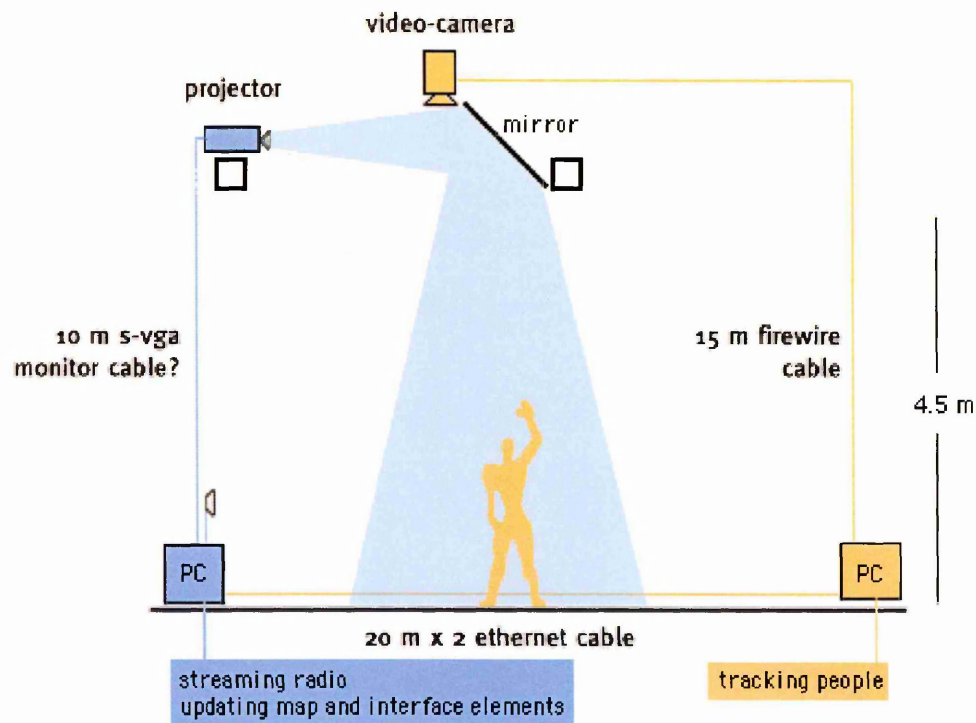 video-camera
projector
mirror
10 m s-vga
monitor cable?
15 m firewire
cable
4.5 m
PC
PC
20 m x 2 ethernet cable
streaming radio
updating map and interface elements
tracking people